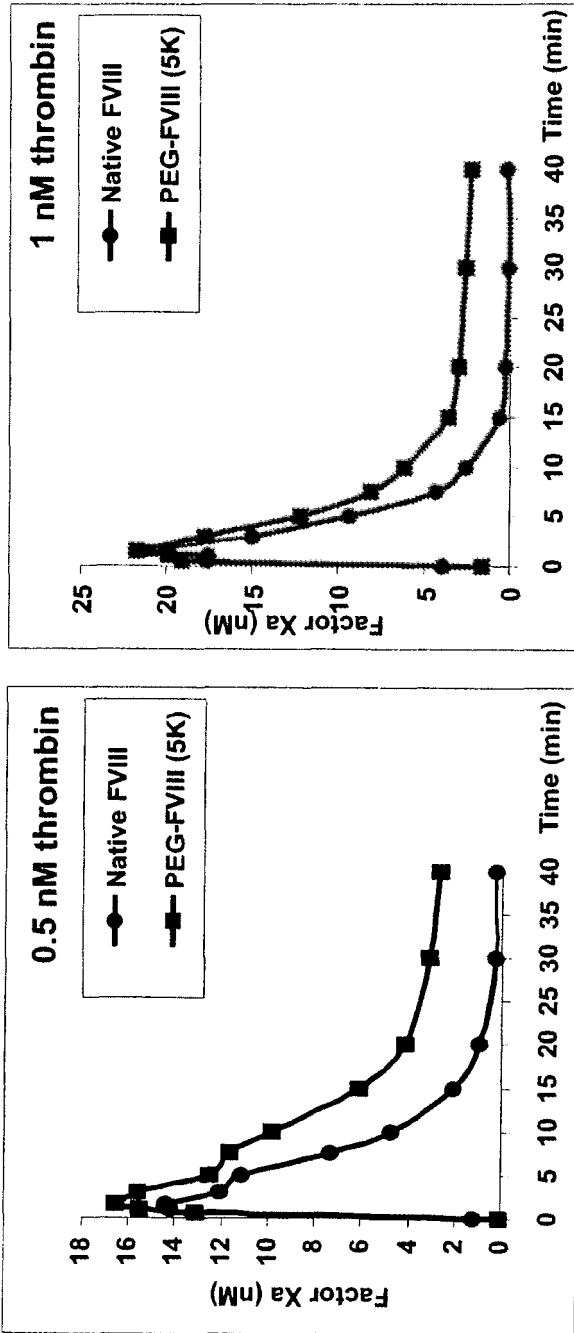 0.5 nM thrombin
Native FVIII
PEG-FVIII (5K)
Factor Xa (nM)
18
16
14
12
10
8
6
4
2
0
0 5 10 15 20 25 30 35 40 Time (min)
1 nM thrombin
Native FVIII
PEG-FVIII (5K)
Factor Xa (nM)
25
20
15
10
5
0
0 5 10 15 20 25 30 35 40 Time (min)